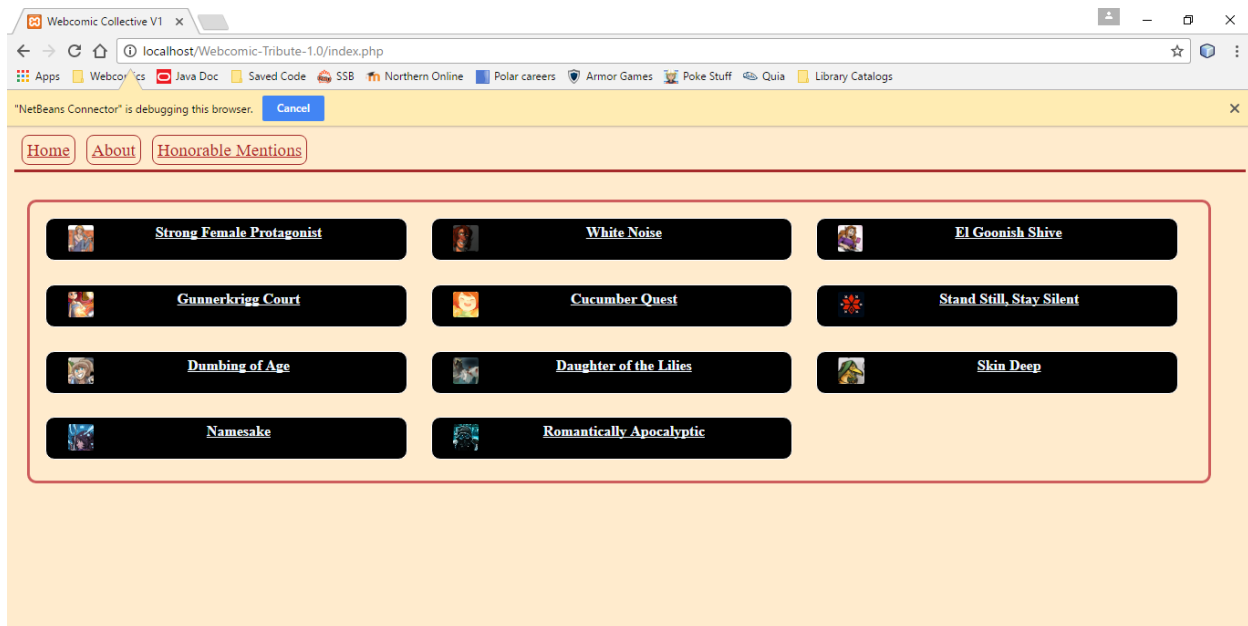 Webcomic Collective V1
localhost/Webcomic-Tribute-1.0/index.php
Apps Webcomics Java Doc Saved Code SSB Northern Online Polar careers Armor Games Poke Stuff Quia Library Catalogs
"NetBeans Connector" is debugging this browser. Cancel
Home About Honorable Mentions
Strong Female Protagonist White Noise El Goonish Shive
Gunnerkrigg Court Cucumber Quest Stand Still, Stay Silent
Dumbing of Age Daughter of the Lilies Skin Deep
Namesake Romantically Apocalyptic